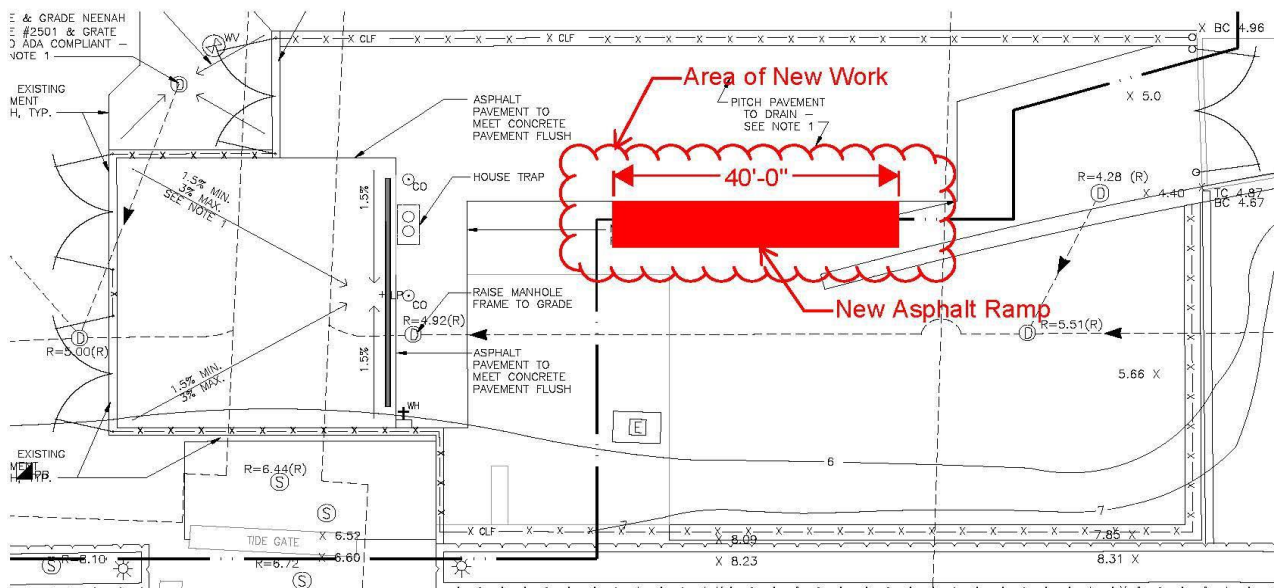 E & GRADE NEENAH
E #2501 & GRATE
D ADA COMPLIANT –
NOTE 1
WV
CLF
CLF
BC 4.96
Area of New Work
PITCH PAVEMENT
TO DRAIN –
SEE NOTE 1
X 5.0
EXISTING
MENT
H, TYP.
D
ASPHALT
PAVEMENT TO
MEET CONCRETE
PAVEMENT FLUSH
1.5% MIN.
3% MAX.
SEE NOTE 1
1.5%
CO
HOUSE TRAP
40'-0"
R=4.28 (R)
D
X 4.40
TC 4.87
BC 4.67
LP
CO
RAISE MANHOLE
FRAME TO GRADE
New Asphalt Ramp
R=4.92(R)
D
R=5.51(R)
D
D
R=5.00(R)
1.5%
ASPHALT
PAVEMENT TO
MEET CONCRETE
PAVEMENT FLUSH
5.66 X
1.5% MIN.
3% MAX.
WH
E
EXISTING
MENT
H, TYP.
R=6.44(R)
S
6
S
7
7
TIDE GATE
X 6.52
CLF
X 8.09
7.85 X
R=8.10
S
R=6.72
S
X 6.60
X 8.23
8.31 X